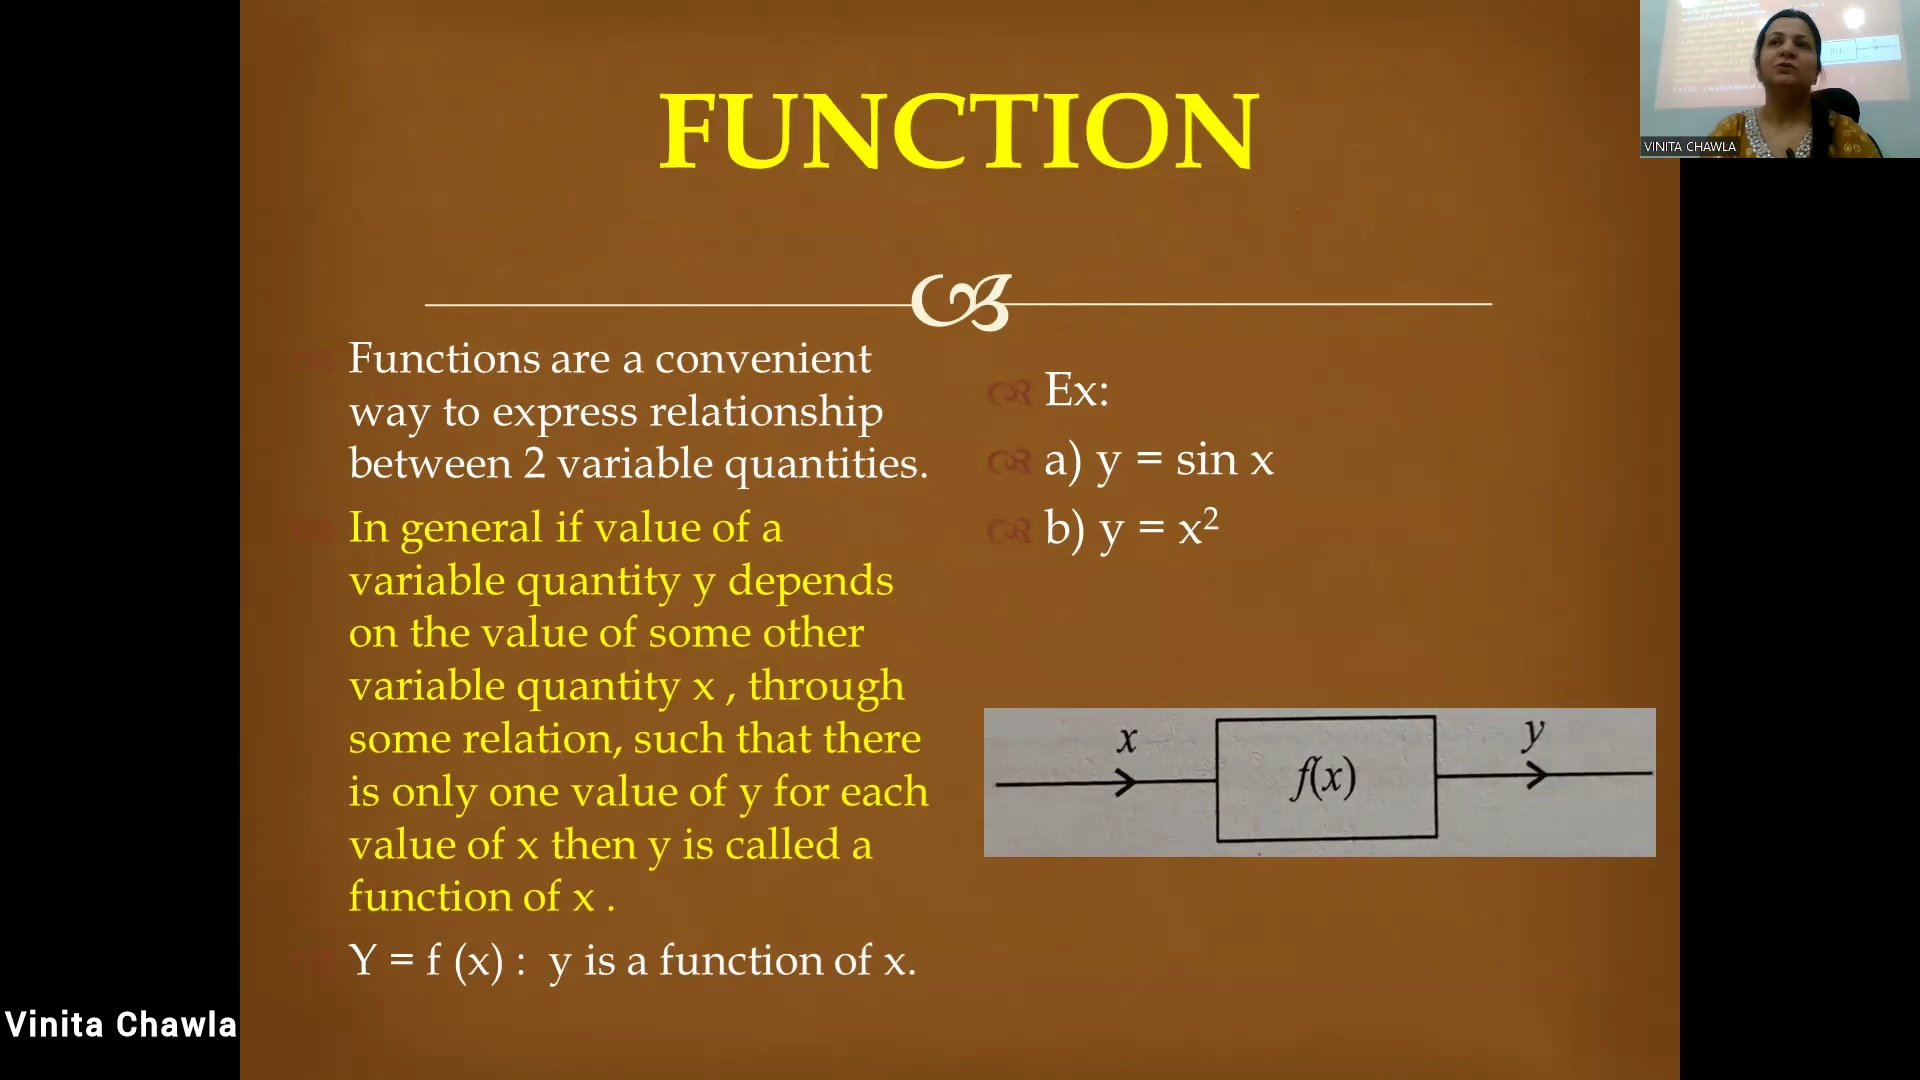 FUNCTION
Functions are a convenient
way to express relationship
between 2 variable quantities.
In general if value of a
variable quantity y depends
on the value of some other
variable quantity x , through
some relation, such that there
is only one value of y for each
value of x then y is called a
function of x .
Y = f (x) : y is a function of x.
Ex:
a) y = sin x
b) y = x²
x
f(x)
y
VINITA CHAWLA
Vinita Chawla